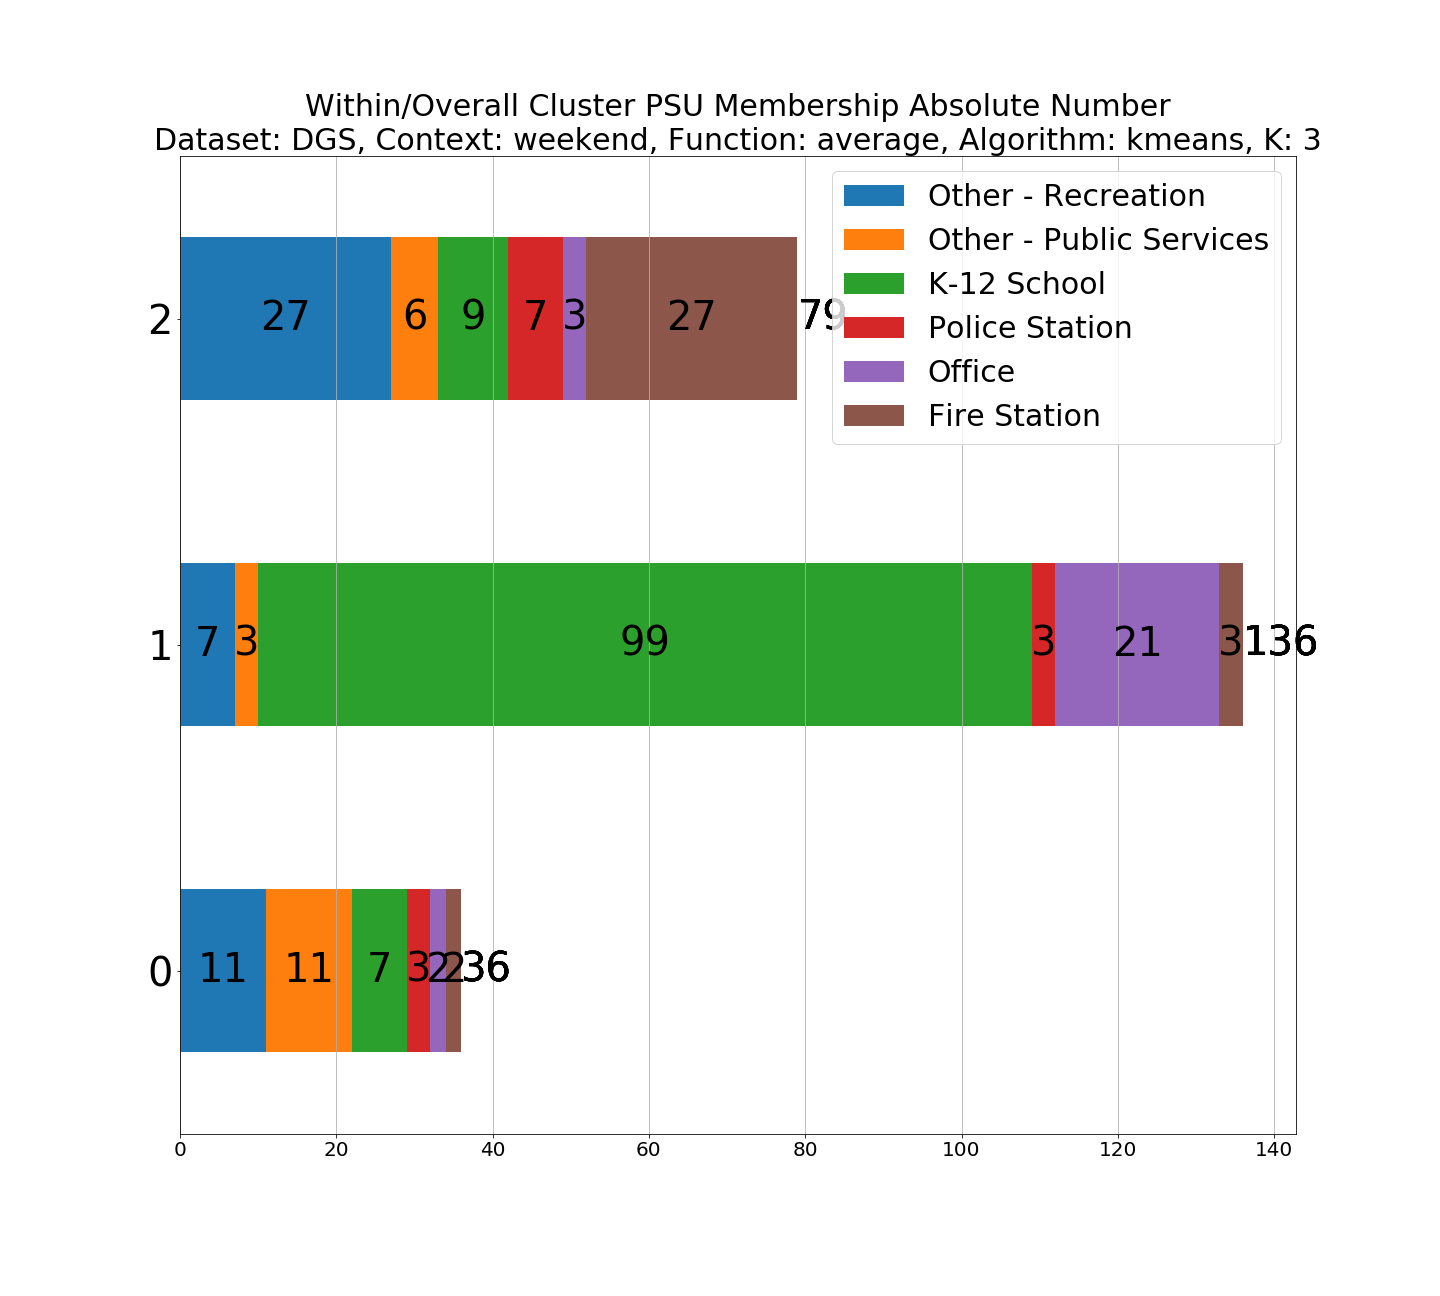 Within/Overall Cluster PSU Membership Absolute Number
Dataset: DGS, Context: weekend, Function: average, Algorithm: kmeans, K: 3
Other - Recreation
Other - Public Services
K-12 School
Police Station
Office
Fire Station
2 27 6 9 7 3 27 79
1 7 3 99 3 21 3 136
0 11 11 7 3 2 2 36
0 20 40 60 80 100 120 140